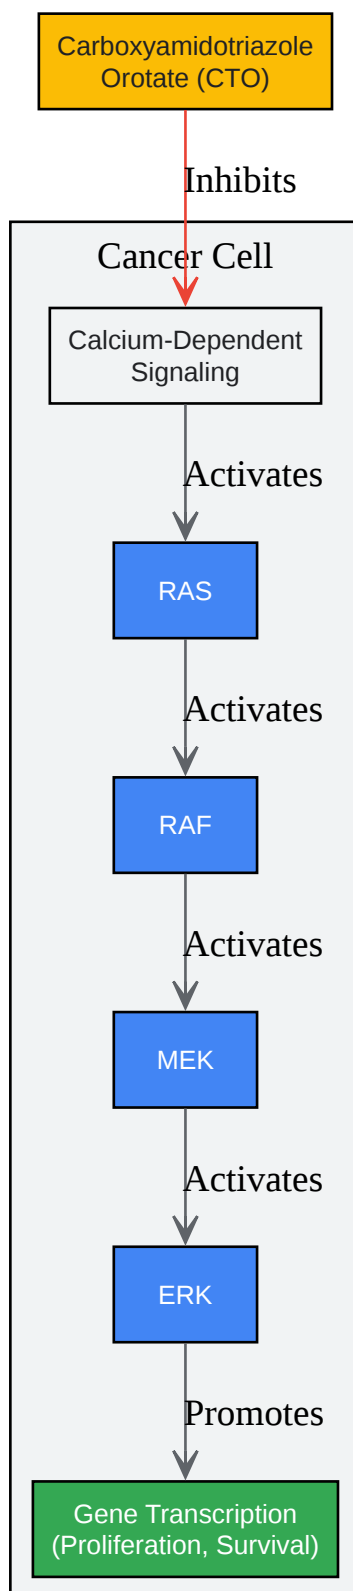 Carboxyamidotriazole
Orotate (CTO)
Inhibits
Cancer Cell
Calcium-Dependent
Signaling
Activates
RAS
Activates
RAF
Activates
MEK
Activates
ERK
Promotes
Gene Transcription
(Proliferation, Survival)